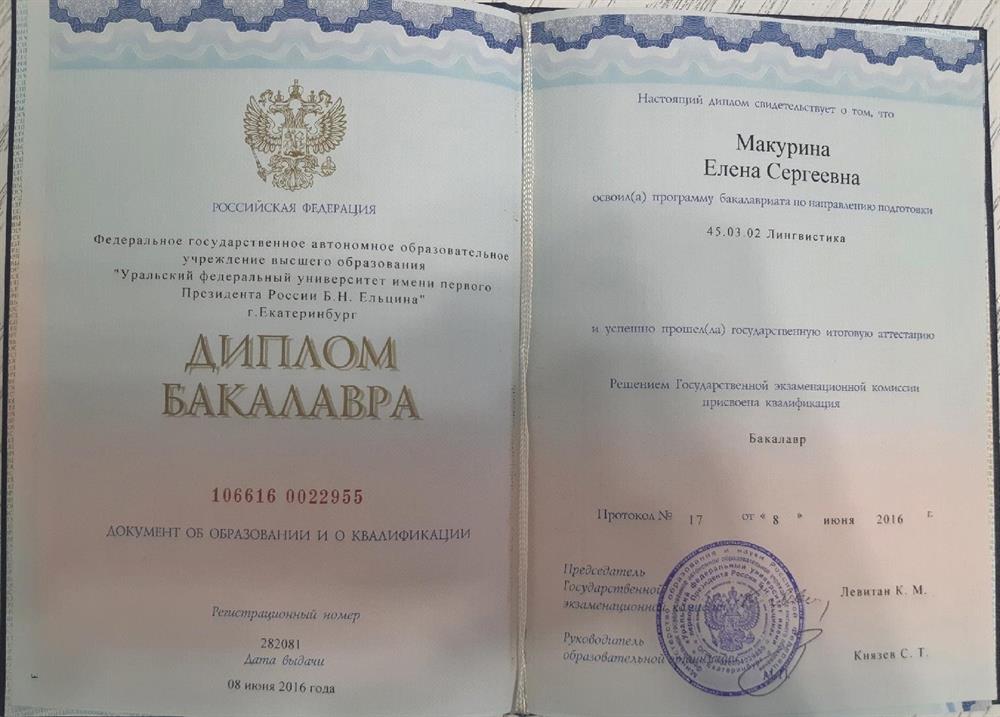 РОССИЙСКАЯ ФЕДЕРАЦИЯ
Федеральное государственное автономное образовательное
учреждение высшего образования
"Уральский федеральный университет имени первого
Президента России Б.Н. Ельцина"
г.Екатеринбург
ДИПЛОМ
БАКАЛАВРА
106616 0022955
ДОКУМЕНТ ОБ ОБРАЗОВАНИИ И О КВАЛИФИКАЦИИ
Регистрационный номер
282081
Дата выдачи
08 июня 2016 года
Настоящий диплом свидетельствует о том, что
Макурина
Елена Сергеевна
освоил(а) программу бакалавриата по направлению подготовки
45.03.02 Лингвистика
и успешно прошел(ла) государственную итоговую аттестацию
Решением Государственной экзаменационной комиссии
присвоена квалификация
Бакалавр
Протокол № 17 от « 8 » июня 2016 г.
Председатель
Государственной
экзаменационной комиссии
Левитан К. М.
Руководитель
образовательной организации
Князев С. Т.